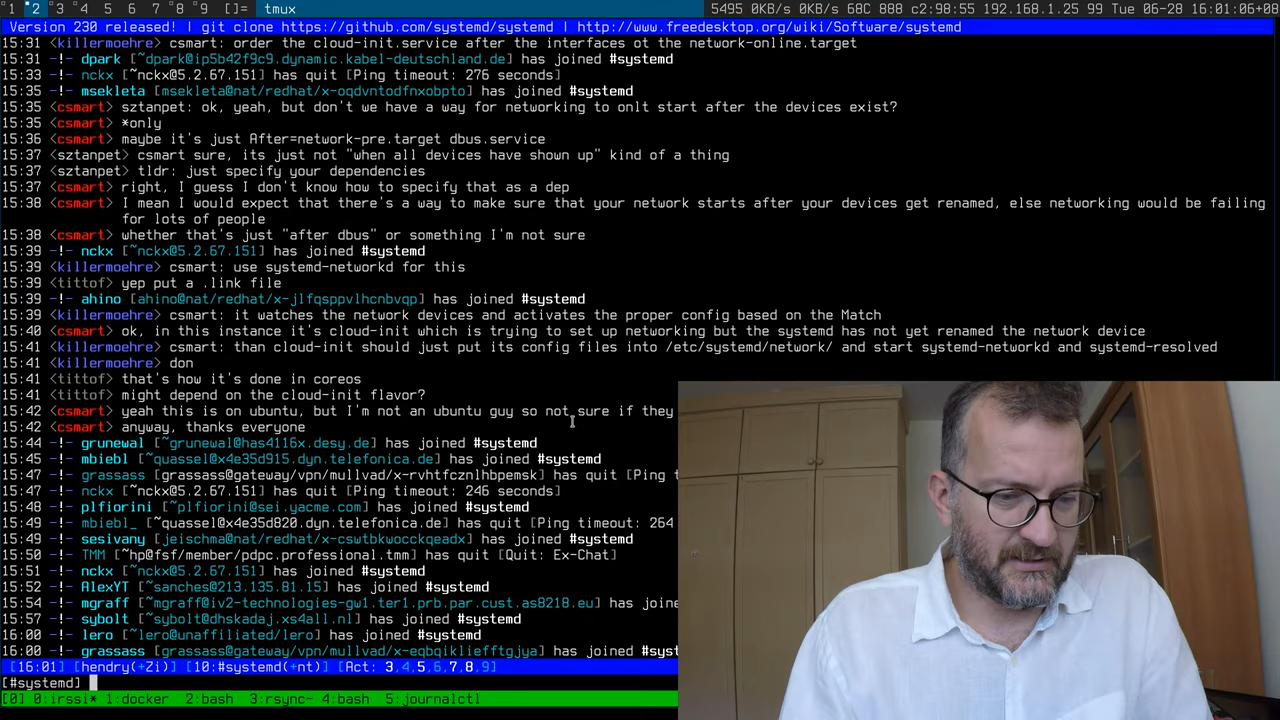 1 2 3 4 5 6 7 8 9 []= tmux 5495 0KB/s 0KB/s 68C 888 c2:98:55 192.168.1.25 99 Tue 06-28 16:01:06+08
Version 230 released! | git clone https://github.com/systemd/systemd | http://www.freedesktop.org/wiki/Software/systemd
15:31 <killermoehre> csmart: order the cloud-init.service after the interfaces ot the network-online.target
15:31 -!- dpark [~dpark@ip5b42f9c9.dynamic.kabel-deutschland.de] has joined #systemd
15:33 -!- nckx [~nckx@5.2.67.151] has quit [Ping timeout: 276 seconds]
15:35 -!- msekleta [msekleta@nat/redhat/x-oqdvntodfnxobpto] has joined #systemd
15:35 <csmart> sztanpet: ok, yeah, but don't we have a way for networking to onlt start after the devices exist?
15:35 <csmart> *only
15:36 <csmart> maybe it's just After=network-pre.target dbus.service
15:37 <sztanpet> csmart sure, its just not "when all devices have shown up" kind of a thing
15:37 <sztanpet> tldr: just specify your dependencies
15:37 <csmart> right, I guess I don't know how to specify that as a dep
15:38 <csmart> I mean I would expect that there's a way to make sure that your network starts after your devices get renamed, else networking would be failing
for lots of people
15:38 <csmart> whether that's just "after dbus" or something I'm not sure
15:39 -!- nckx [~nckx@5.2.67.151] has joined #systemd
15:39 <killermoehre> csmart: use systemd-networkd for this
15:39 <tittof> yep put a .link file
15:39 -!- ahino [ahino@nat/redhat/x-jlfqsppvlhcnbvqp] has joined #systemd
15:39 <killermoehre> csmart: it watches the network devices and activates the proper config based on the Match
15:40 <csmart> ok, in this instance it's cloud-init which is trying to set up networking but the systemd has not yet renamed the network device
15:41 <killermoehre> csmart: than cloud-init should just put its config files into /etc/systemd/network/ and start systemd-networkd and systemd-resolved
15:41 <killermoehre> don
15:41 <tittof> that's how it's done in coreos
15:41 <tittof> might depend on the cloud-init flavor?
15:42 <csmart> yeah this is on ubuntu, but I'm not an ubuntu guy so not sure if they
15:42 <csmart> anyway, thanks everyone
15:44 -!- grunewal [~grunewal@has4116x.desy.de] has joined #systemd
15:45 -!- mbiebl [~quassel@x4e35d915.dyn.telefonica.de] has joined #systemd
15:47 -!- grassass [grassass@gateway/vpn/mullvad/x-rvhtfcznlhbpemsk] has quit [Ping t
15:47 -!- nckx [~nckx@5.2.67.151] has quit [Ping timeout: 246 seconds]
15:48 -!- plfiorini [~plfiorini@sei.yacme.com] has joined #systemd
15:49 -!- mbiebl_ [~quassel@x4e35d820.dyn.telefonica.de] has quit [Ping timeout: 264
15:49 -!- sesivany [jeischma@nat/redhat/x-cswtbkwocckqeadx] has joined #systemd
15:50 -!- TMM [~hp@fsf/member/pdpc.professional.tmm] has quit [Quit: Ex-Chat]
15:51 -!- nckx [~nckx@5.2.67.151] has joined #systemd
15:52 -!- AlexYT [~sanches@213.135.81.15] has joined #systemd
15:54 -!- mgraff [~mgraff@iv2-technologies-gw1.ter1.prb.par.cust.as8218.eu] has joine
15:57 -!- sybolt [~sybolt@dhskadaj.xs4all.nl] has joined #systemd
16:00 -!- lero [~lero@unaffiliated/lero] has joined #systemd
16:00 -!- grassass [grassass@gateway/vpn/mullvad/x-eqbqikliefftgjya] has joined #syst
[16:01] [hendry(+Zi)] [10:#systemd(+nt)] [Act: 3,4,5,6,7,8,9]
[#systemd]
[0] 0:irssi* 1:docker 2:bash 3:rsync~ 4:bash 5:journalctl